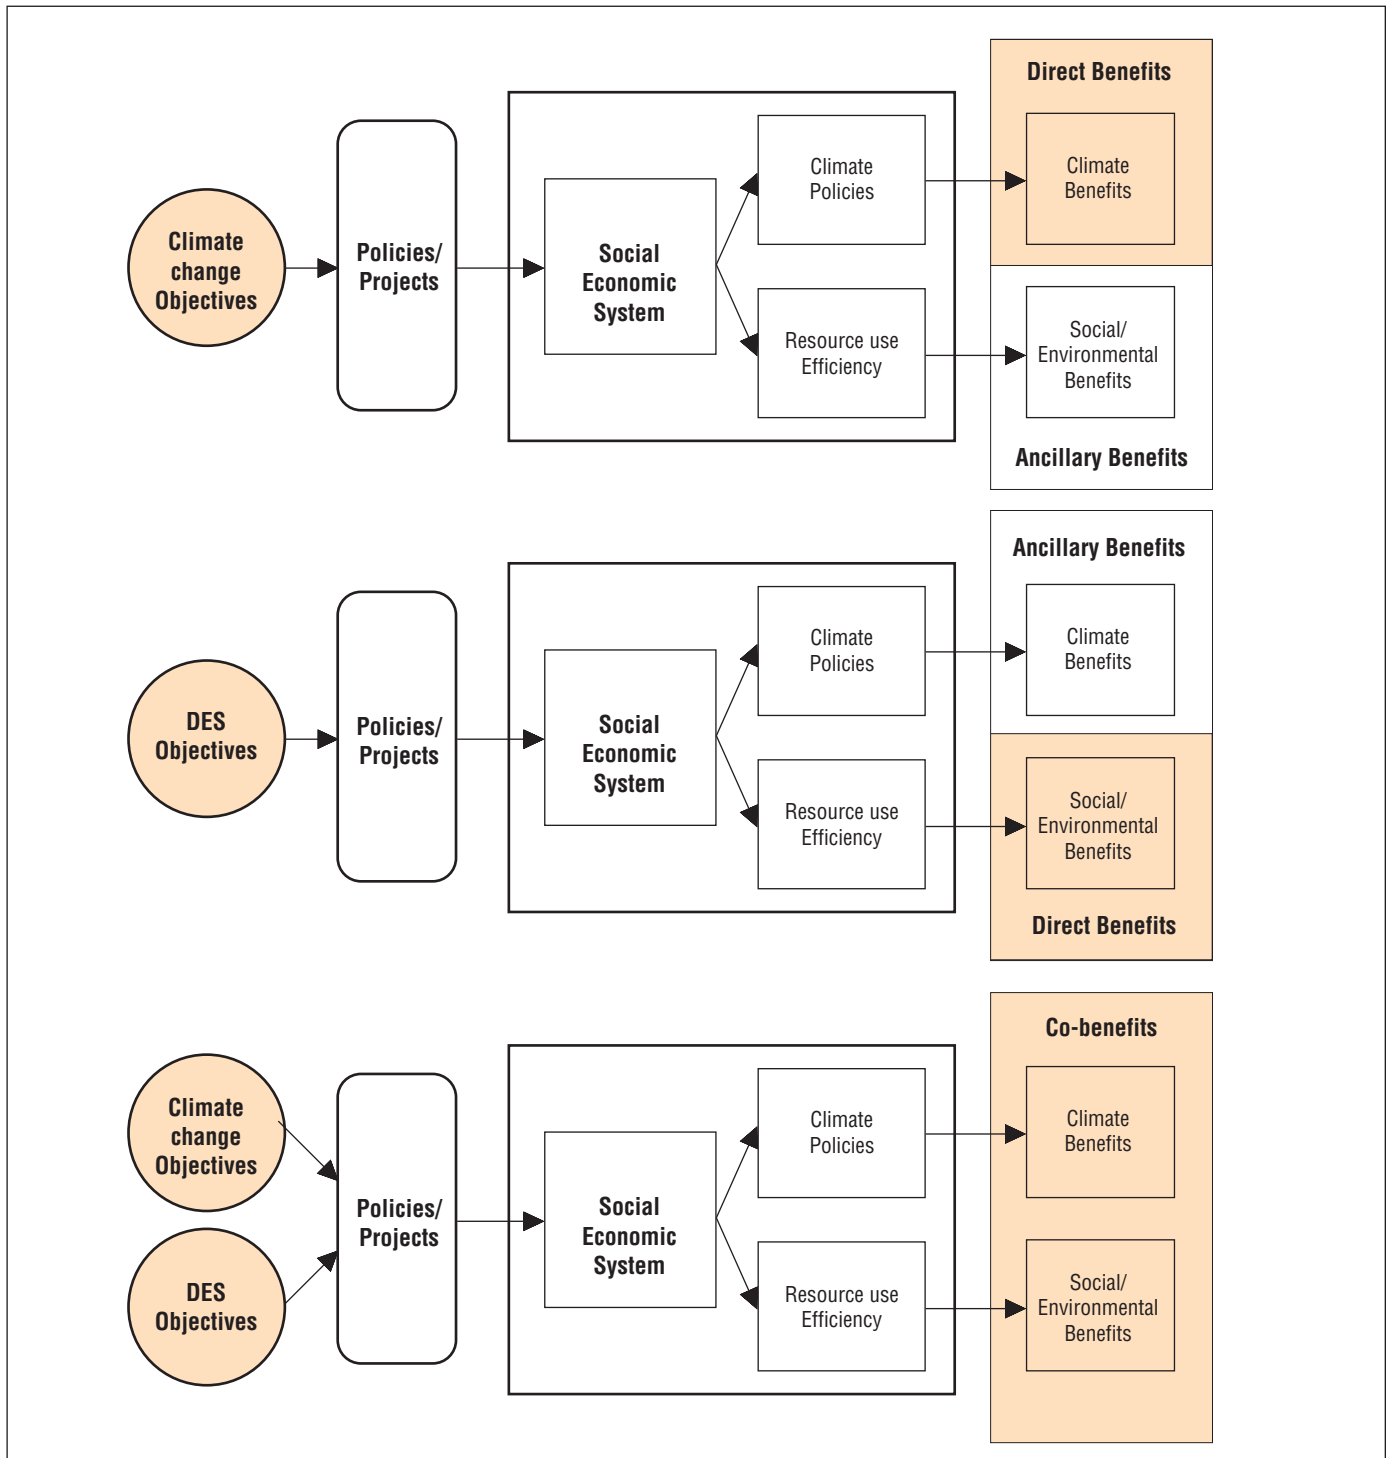 Direct Benefits
Climate
Policies
Climate
Benefits
Climate
change
Objectives
Policies/
Projects
Social
Economic
System
Resource use
Efficiency
Social/
Environmental
Benefits
Ancillary Benefits
Ancillary Benefits
Climate
Policies
Climate
Benefits
DES
Objectives
Policies/
Projects
Social
Economic
System
Resource use
Efficiency
Social/
Environmental
Benefits
Direct Benefits
Co-benefits
Climate
change
Objectives
Climate
Policies
Climate
Benefits
Policies/
Projects
Social
Economic
System
DES
Objectives
Resource use
Efficiency
Social/
Environmental
Benefits